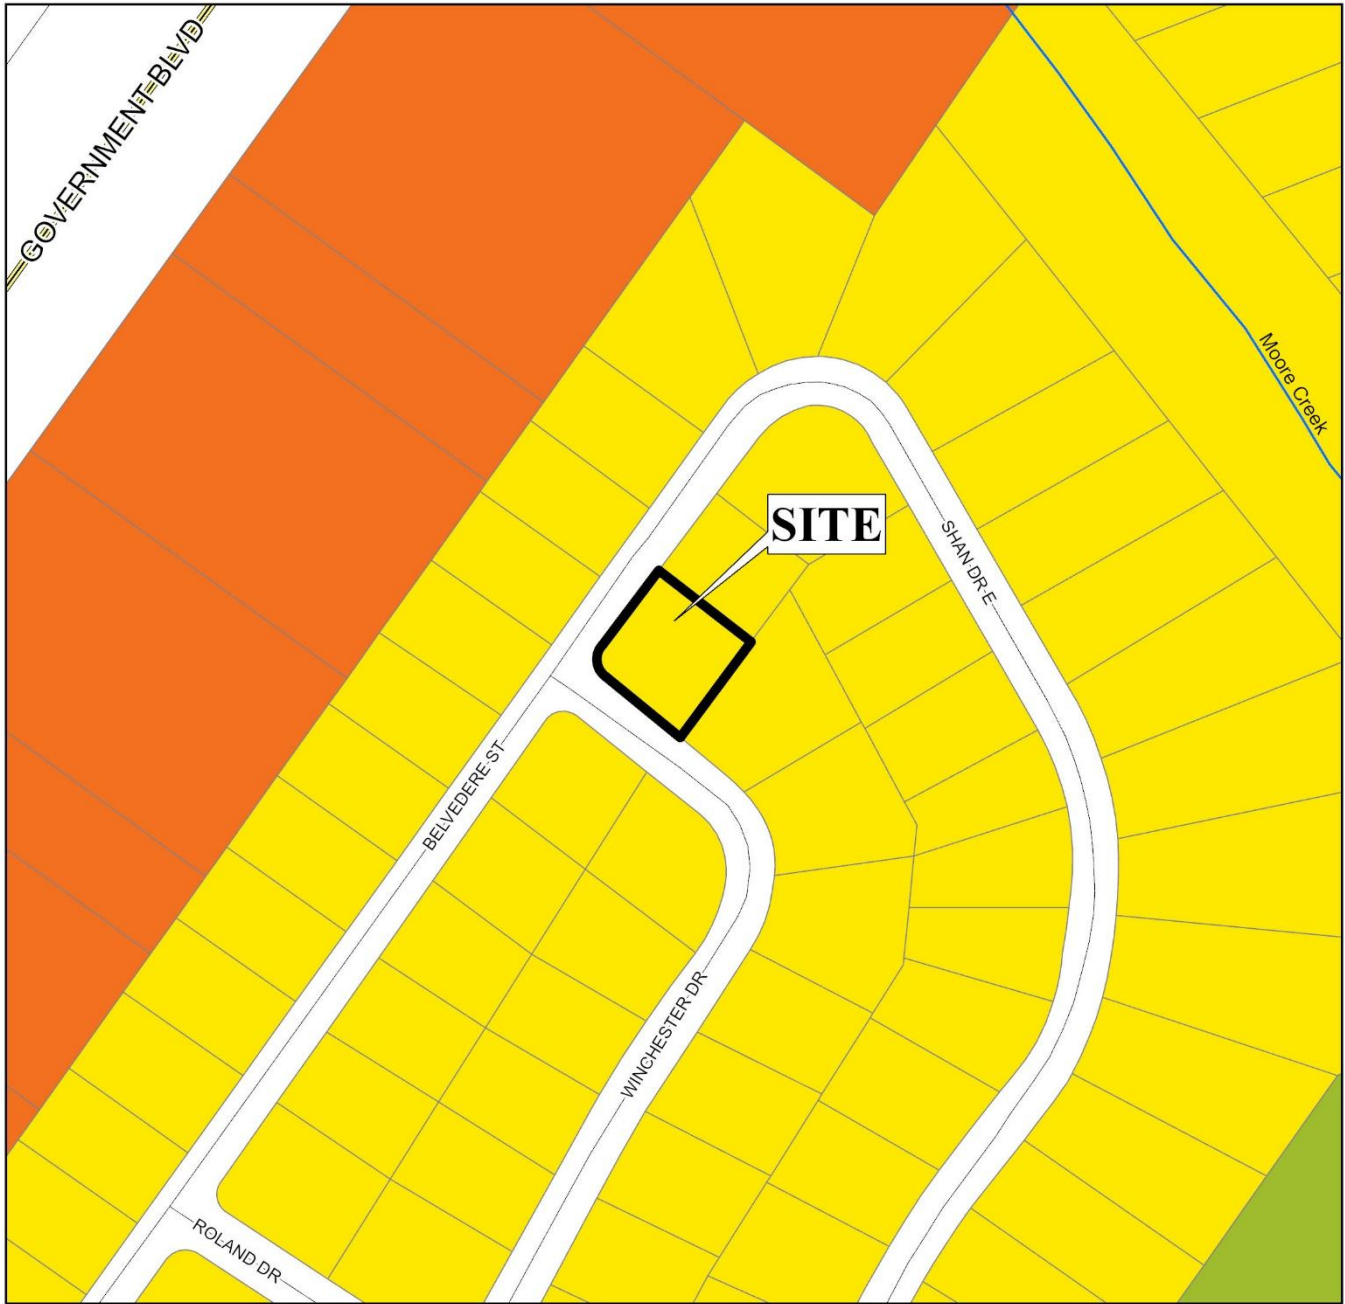 GOVERNMENT BLVD
Moore Creek
SITE
SHAN DR E
BELVEDERE ST
WINCHESTER DR
ROLAND DR